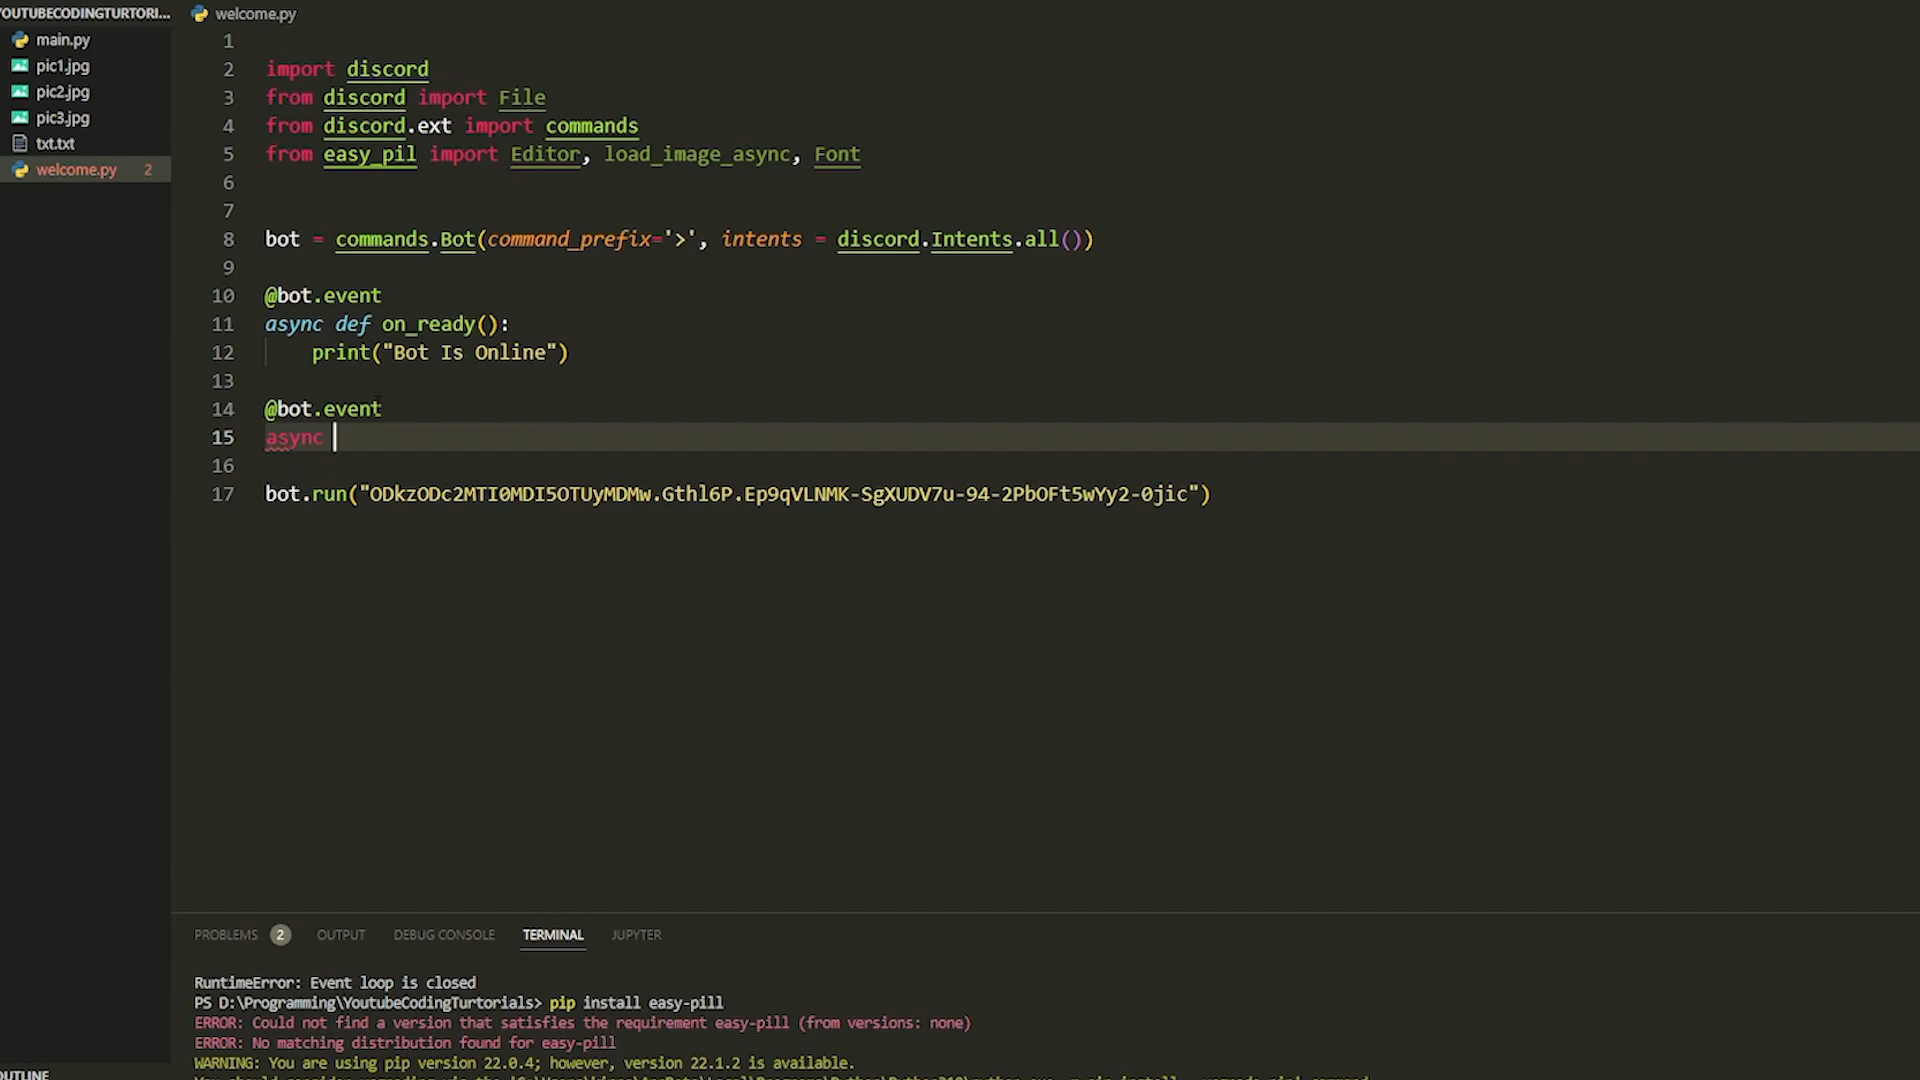 YOUTUBECODINGTURTORI...
main.py
pic1.jpg
pic2.jpg
pic3.jpg
txt.txt
welcome.py 2
OUTLINE
welcome.py
1
2 import discord
3 from discord import File
4 from discord.ext import commands
5 from easy_pil import Editor, load_image_async, Font
6
7
8 bot = commands.Bot(command_prefix='>', intents = discord.Intents.all())
9
10 @bot.event
11 async def on_ready():
12 print("Bot Is Online")
13
14 @bot.event
15 async
16
17 bot.run("ODkzODc2MTI0MDI5OTUyMDMw.Gthl6P.Ep9qVLNMK-SgXUDV7u-94-2PbOFt5wYy2-0jic")
PROBLEMS 2 OUTPUT DEBUG CONSOLE TERMINAL JUPYTER
RuntimeError: Event loop is closed
PS D:\Programming\YoutubeCodingTurtorials> pip install easy-pill
ERROR: Could not find a version that satisfies the requirement easy-pill (from versions: none)
ERROR: No matching distribution found for easy-pill
WARNING: You are using pip version 22.0.4; however, version 22.1.2 is available.